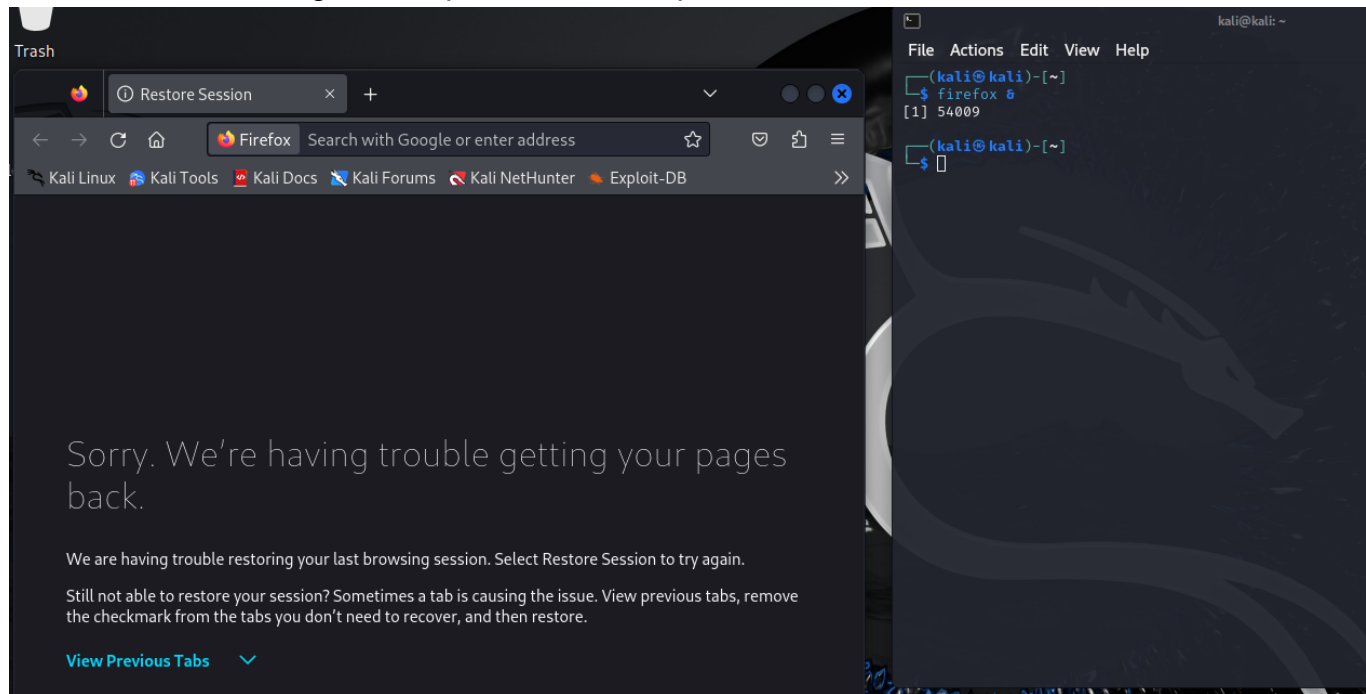 Trash
Restore Session
Firefox Search with Google or enter address
Kali Linux Kali Tools Kali Docs Kali Forums Kali NetHunter Exploit-DB
Sorry. We're having trouble getting your pages
back.
We are having trouble restoring your last browsing session. Select Restore Session to try again.
Still not able to restore your session? Sometimes a tab is causing the issue. View previous tabs, remove
the checkmark from the tabs you don't need to recover, and then restore.
View Previous Tabs
kali@kali: ~
File Actions Edit View Help
┌──(kali㉿kali)-[~]
└─$ firefox &
[1] 54009
┌──(kali㉿kali)-[~]
└─$